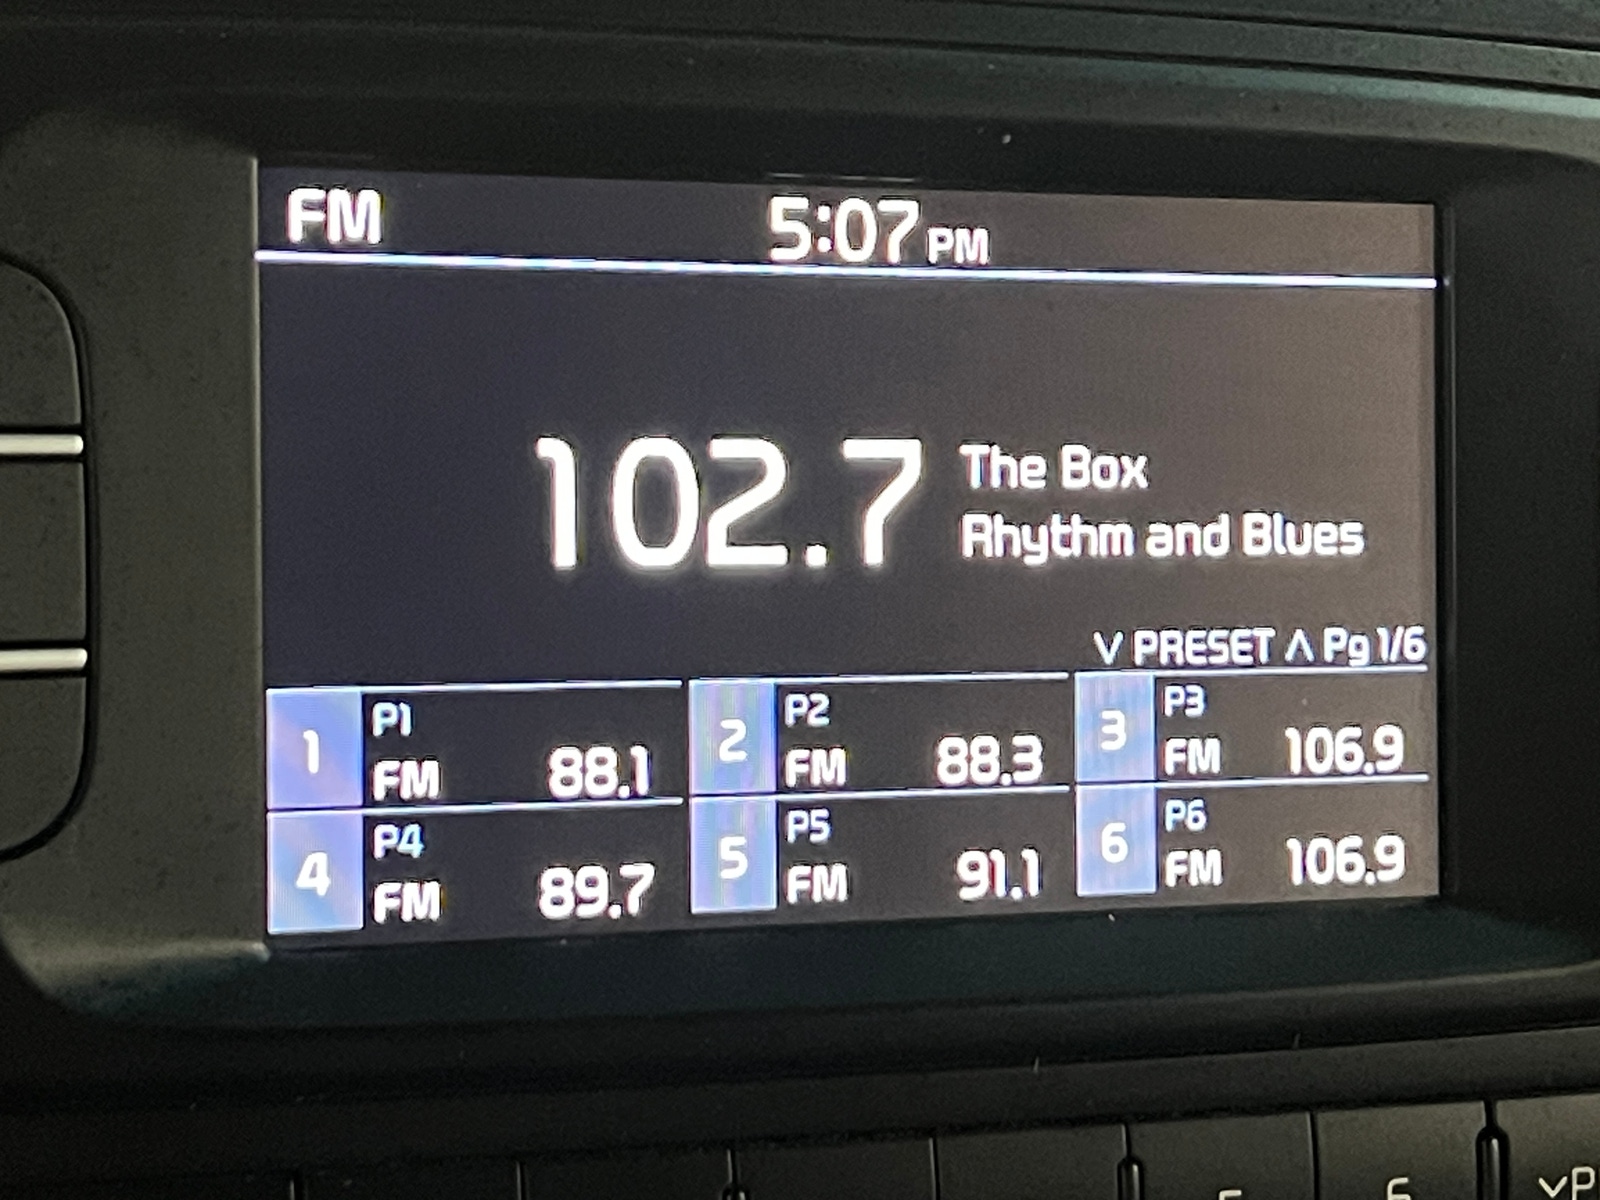 FM 5:07 PM
102.7 The Box
Rhythm and Blues
∨ PRESET ∧ Pg 1/6
1 P1 FM 88.1
2 P2 FM 88.3
3 P3 FM 106.9
4 P4 FM 89.7
5 P5 FM 91.1
6 P6 FM 106.9
6